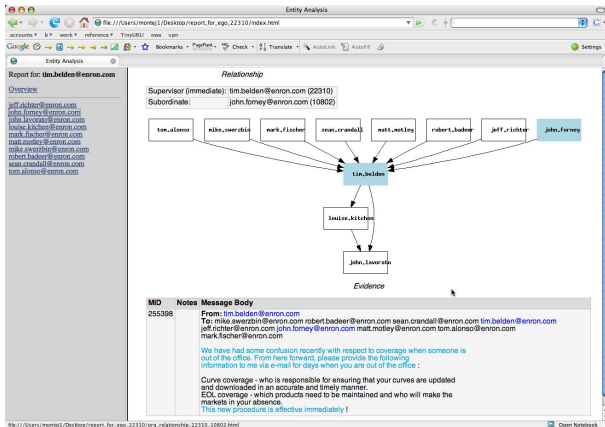 Entity Analysis
file:///Users/montej1/Desktop/report_for_ego_22310/index.html
accounts ▾ b▾ work ▾ reference ▾ TinyURL! owa vpn
Google Bookmarks PageRank Check Translate AutoLink AutoFill Settings
Entity Analysis
Report for: tim.belden@enron.com
Overview
jeff.richter@enron.com
john.forney@enron.com
john.lavorato@enron.com
louise.kitchen@enron.com
mark.fischer@enron.com
matt.motley@enron.com
mike.swerzbin@enron.com
robert.badeer@enron.com
sean.crandall@enron.com
tom.alonso@enron.com
Relationship
Supervisor (immediate): tim.belden@enron.com (22310)
Subordinate: john.forney@enron.com (10802)
tom,alonso mike,swerzbin mark,fischer sean,crandall matt,motley robert,badeer jeff,richter john,forney
tim,belden
louise,kitchen
john,lavorato
Evidence
MID Notes Message Body
255398 From: tim.belden@enron.com
To: mike.swerzbin@enron.com robert.badeer@enron.com sean.crandall@enron.com tim.belden@enron.com
jeff.richter@enron.com john.forney@enron.com matt.motley@enron.com tom.alonso@enron.com
mark.fischer@enron.com
We have had some confusion recently with respect to coverage when someone is
out of the office. From here forward, please provide the following
information to me via e-mail for days when you are out of the office :
Curve coverage - who is responsible for ensuring that your curves are updated
and downloaded in an accurate and timely manner.
EOL coverage - which products need to be maintained and who will make the
markets in your absence.
This new procedure is effective immediately !
file:///Users/montej1/Desktop/report_for_ego_22310/org_relationship_22310_10802.html Open Notebook